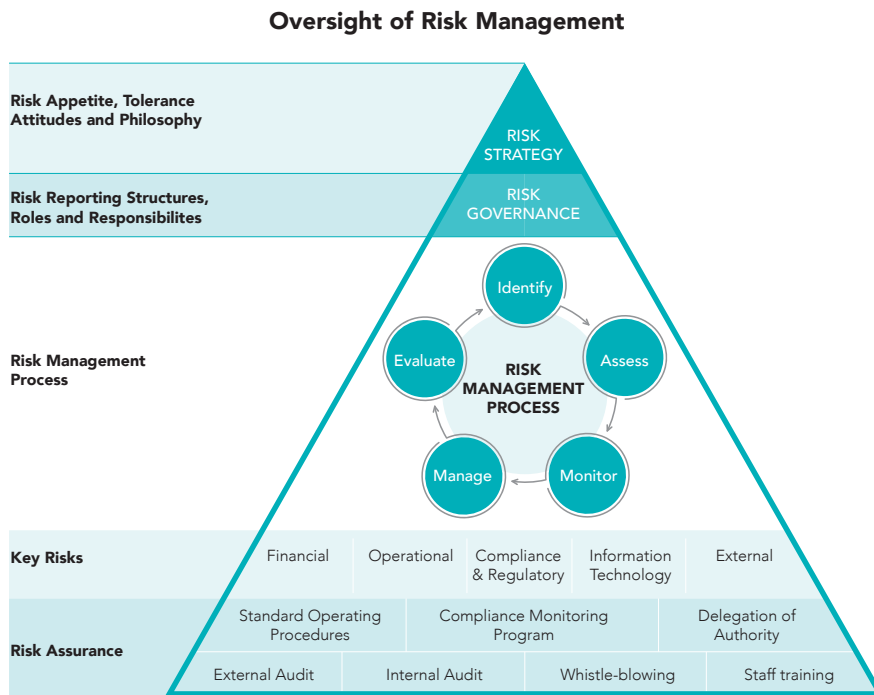 Oversight of Risk Management
Risk Appetite, Tolerance
Attitudes and Philosophy
RISK
STRATEGY
Risk Reporting Structures,
Roles and Responsibilites
RISK
GOVERNANCE
Risk Management
Process
Identify
Assess
Monitor
Manage
Evaluate
RISK
MANAGEMENT
PROCESS
Key Risks
Financial
Operational
Compliance
& Regulatory
Information
Technology
External
Risk Assurance
Standard Operating
Procedures
Compliance Monitoring
Program
Delegation of
Authority
External Audit
Internal Audit
Whistle-blowing
Staff training